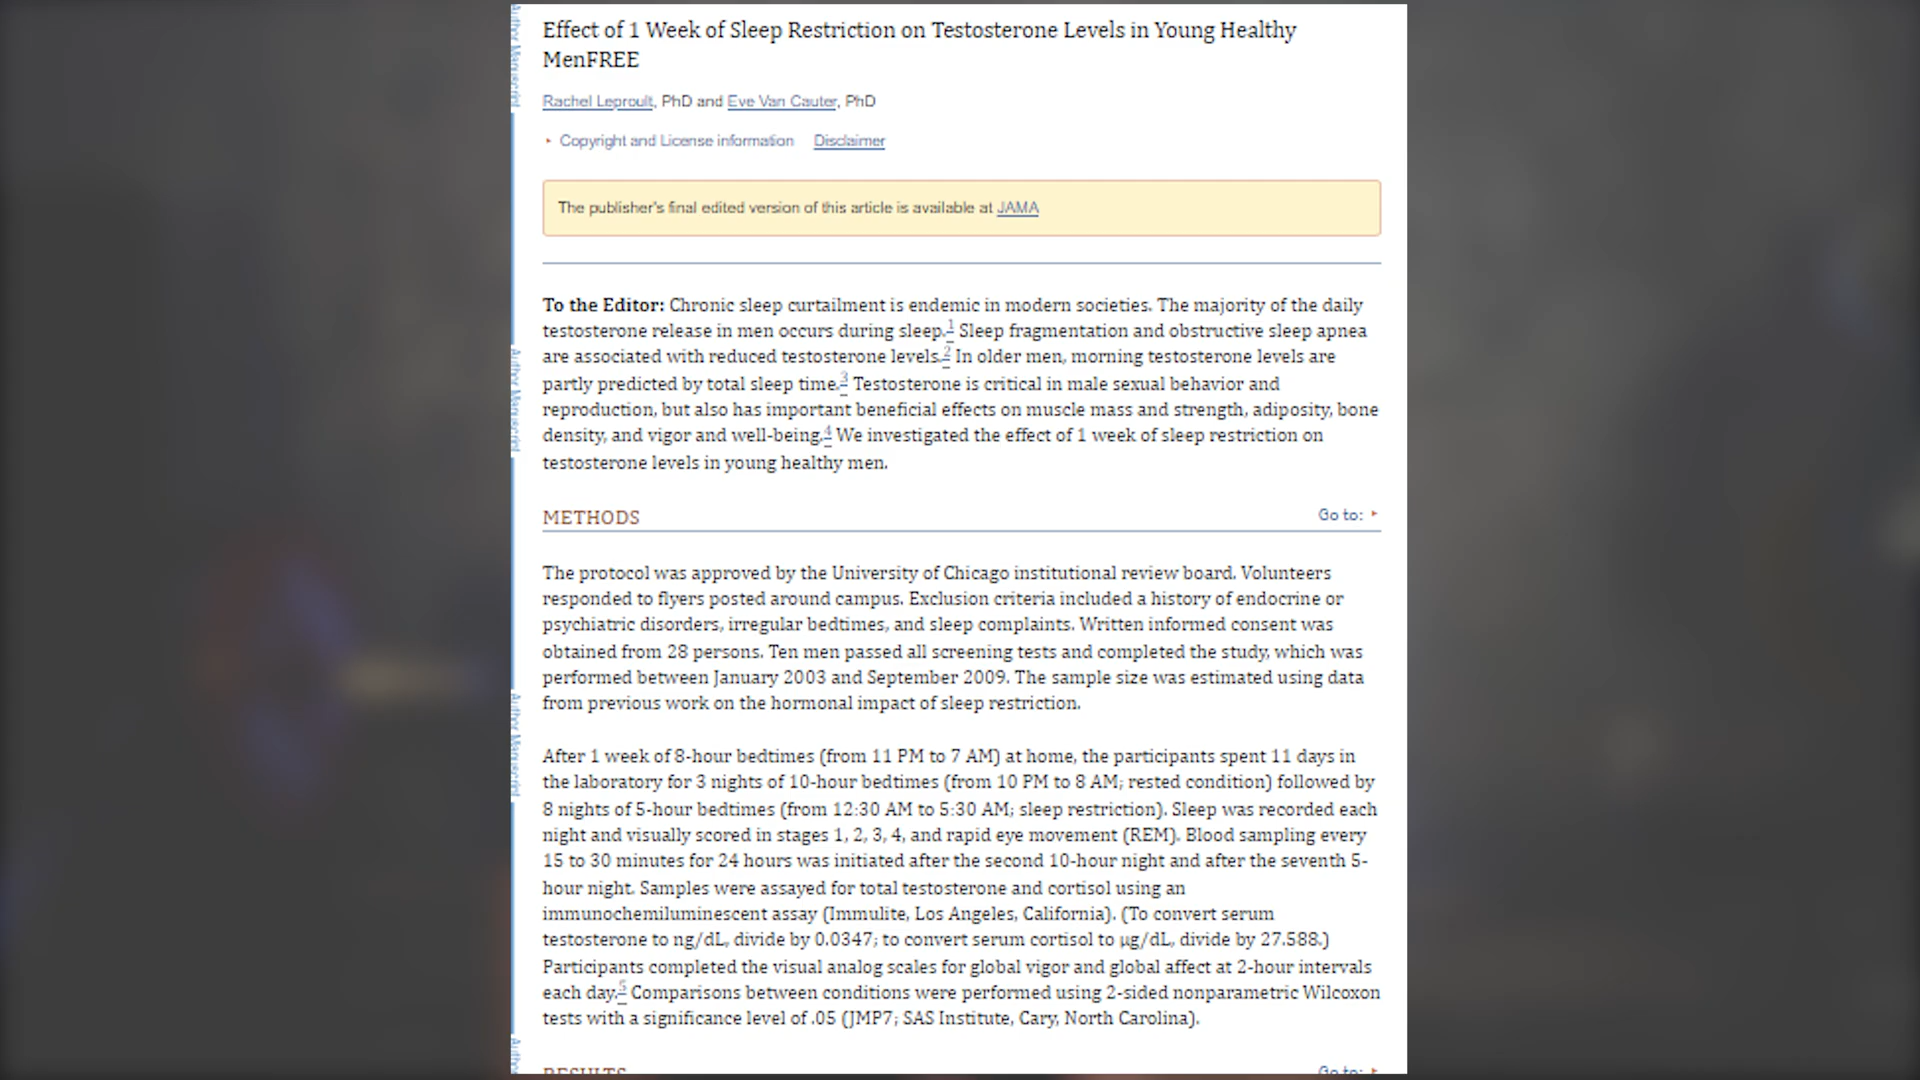 Effect of 1 Week of Sleep Restriction on Testosterone Levels in Young Healthy
MenFREE
Rachel Leproult, PhD and Eve Van Cauter, PhD
‣ Copyright and License information Disclaimer
The publisher's final edited version of this article is available at JAMA
To the Editor: Chronic sleep curtailment is endemic in modern societies. The majority of the daily
testosterone release in men occurs during sleep.1 Sleep fragmentation and obstructive sleep apnea
are associated with reduced testosterone levels.2 In older men, morning testosterone levels are
partly predicted by total sleep time.3 Testosterone is critical in male sexual behavior and
reproduction, but also has important beneficial effects on muscle mass and strength, adiposity, bone
density, and vigor and well-being.4 We investigated the effect of 1 week of sleep restriction on
testosterone levels in young healthy men.
METHODS
Go to: ‣
The protocol was approved by the University of Chicago institutional review board. Volunteers
responded to flyers posted around campus. Exclusion criteria included a history of endocrine or
psychiatric disorders, irregular bedtimes, and sleep complaints. Written informed consent was
obtained from 28 persons. Ten men passed all screening tests and completed the study, which was
performed between January 2003 and September 2009. The sample size was estimated using data
from previous work on the hormonal impact of sleep restriction.
After 1 week of 8-hour bedtimes (from 11 PM to 7 AM) at home, the participants spent 11 days in
the laboratory for 3 nights of 10-hour bedtimes (from 10 PM to 8 AM; rested condition) followed by
8 nights of 5-hour bedtimes (from 12:30 AM to 5:30 AM; sleep restriction). Sleep was recorded each
night and visually scored in stages 1, 2, 3, 4, and rapid eye movement (REM). Blood sampling every
15 to 30 minutes for 24 hours was initiated after the second 10-hour night and after the seventh 5-
hour night. Samples were assayed for total testosterone and cortisol using an
immunochemiluminescent assay (Immulite, Los Angeles, California). (To convert serum
testosterone to ng/dL, divide by 0.0347; to convert serum cortisol to μg/dL, divide by 27.588.)
Participants completed the visual analog scales for global vigor and global affect at 2-hour intervals
each day.5 Comparisons between conditions were performed using 2-sided nonparametric Wilcoxon
tests with a significance level of .05 (JMP7; SAS Institute, Cary, North Carolina).
RESULTS
Go to: ‣
Author Manuscript
Author Manuscript
Author Manuscript